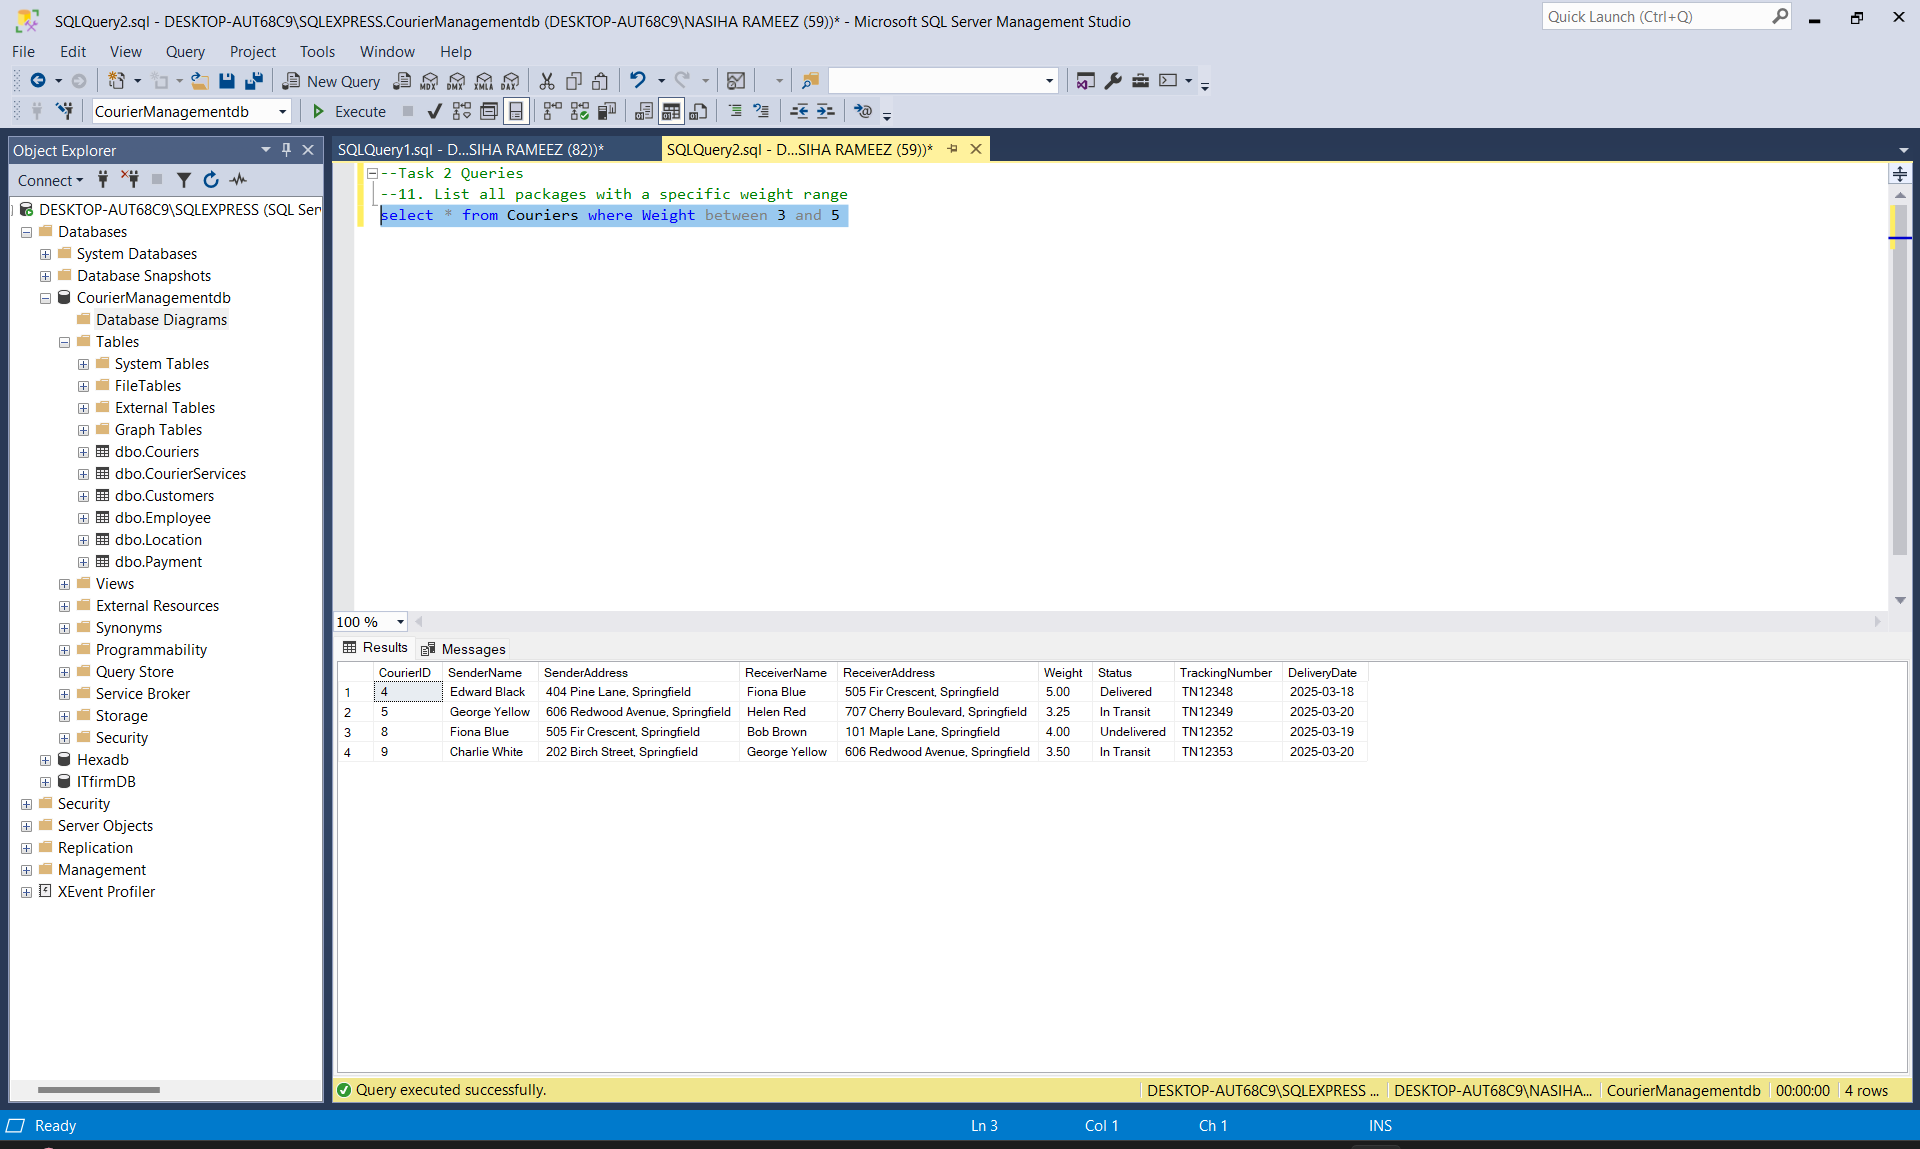 SQLQuery2.sql - DESKTOP-AUT68C9\SQLEXPRESS.CourierManagementdb (DESKTOP-AUT68C9\NASIHA RAMEEZ (59))* - Microsoft SQL Server Management Studio
Quick Launch (Ctrl+Q)
File Edit View Query Project Tools Window Help
New Query MDX DMX XMLA DAX
CourierManagementdb Execute
Object Explorer
SQLQuery1.sql - D...SIHA RAMEEZ (82))*
SQLQuery2.sql - D...SIHA RAMEEZ (59))*
Connect
DESKTOP-AUT68C9\SQLEXPRESS (SQL Ser
Databases
System Databases
Database Snapshots
CourierManagementdb
Database Diagrams
Tables
System Tables
FileTables
External Tables
Graph Tables
dbo.Couriers
dbo.CourierServices
dbo.Customers
dbo.Employee
dbo.Location
dbo.Payment
Views
External Resources
Synonyms
Programmability
Query Store
Service Broker
Storage
Security
Hexadb
ITfirmDB
Security
Server Objects
Replication
Management
XEvent Profiler
--Task 2 Queries
--11. List all packages with a specific weight range
select * from Couriers where Weight between 3 and 5
100 %
Results Messages
CourierID SenderName SenderAddress ReceiverName ReceiverAddress Weight Status TrackingNumber DeliveryDate
1 4 Edward Black 404 Pine Lane, Springfield Fiona Blue 505 Fir Crescent, Springfield 5.00 Delivered TN12348 2025-03-18
2 5 George Yellow 606 Redwood Avenue, Springfield Helen Red 707 Cherry Boulevard, Springfield 3.25 In Transit TN12349 2025-03-20
3 8 Fiona Blue 505 Fir Crescent, Springfield Bob Brown 101 Maple Lane, Springfield 4.00 Undelivered TN12352 2025-03-19
4 9 Charlie White 202 Birch Street, Springfield George Yellow 606 Redwood Avenue, Springfield 3.50 In Transit TN12353 2025-03-20
Query executed successfully.
DESKTOP-AUT68C9\SQLEXPRESS ... DESKTOP-AUT68C9\NASIHA... CourierManagementdb 00:00:00 4 rows
Ready Ln 3 Col 1 Ch 1 INS